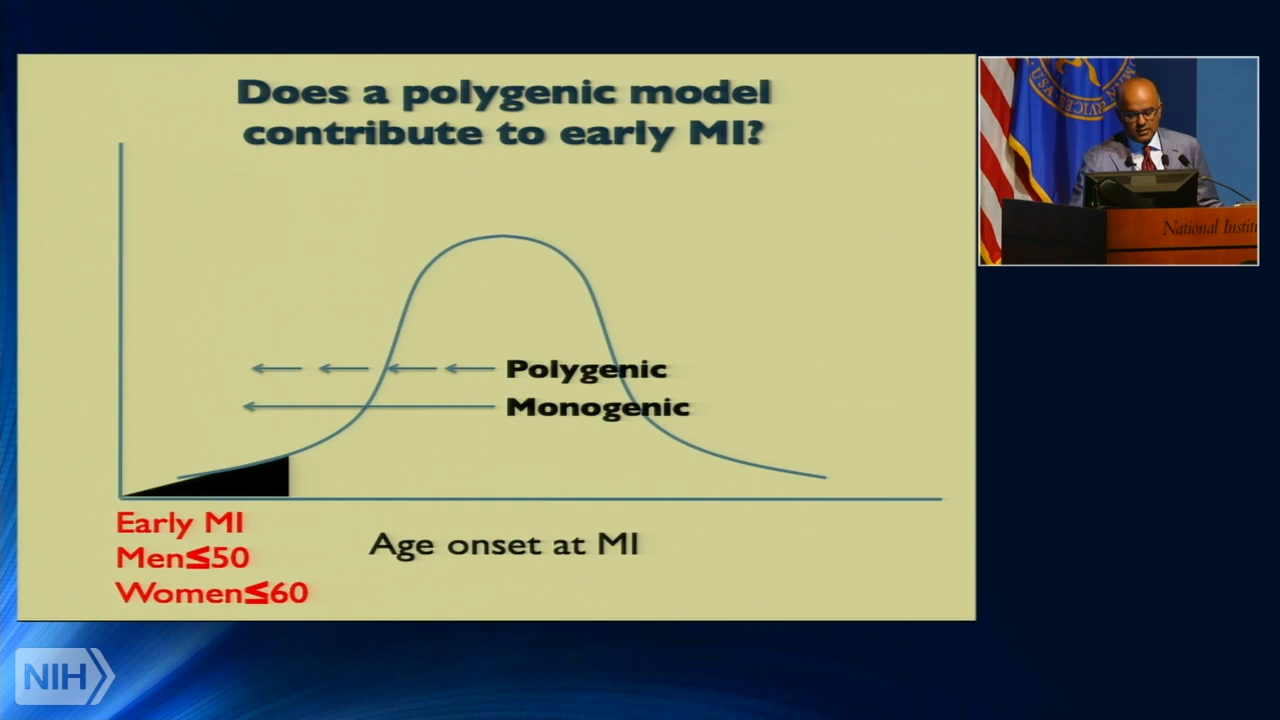 Does a polygenic model
contribute to early MI?
Polygenic
Monogenic
Early MI
Men≤50
Women≤60
Age onset at MI
National
NIH